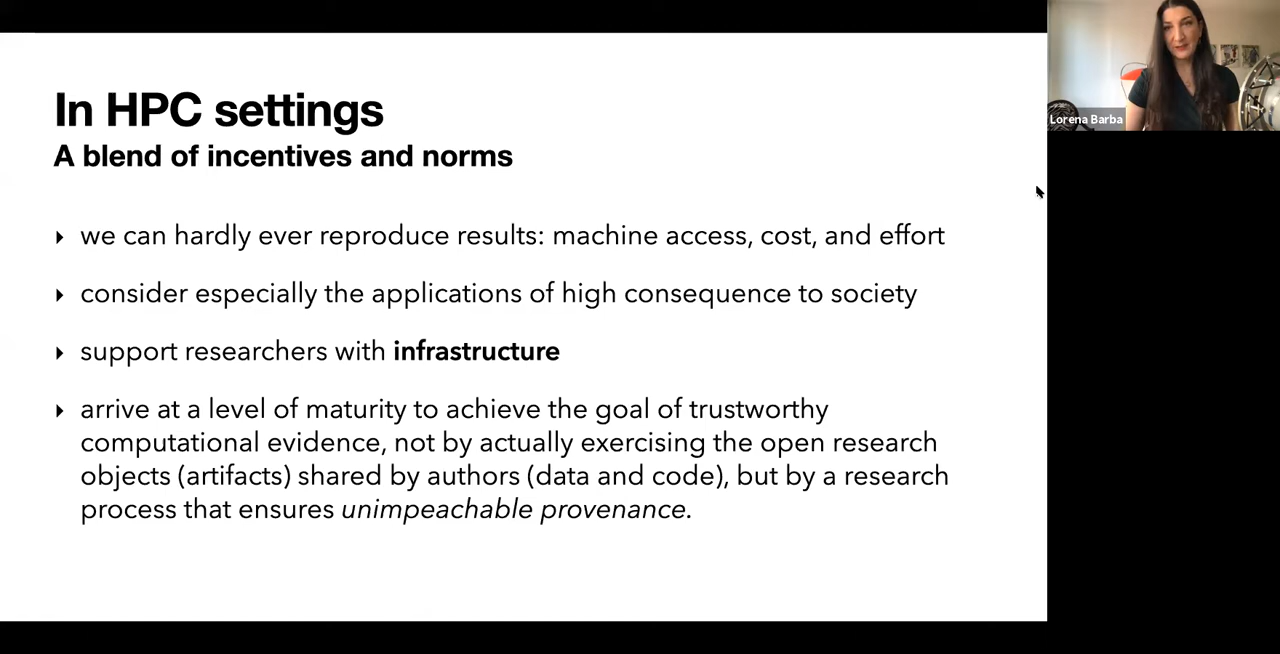 In HPC settings
A blend of incentives and norms
we can hardly ever reproduce results: machine access, cost, and effort
consider especially the applications of high consequence to society
support researchers with infrastructure
arrive at a level of maturity to achieve the goal of trustworthy
computational evidence, not by actually exercising the open research
objects (artifacts) shared by authors (data and code), but by a research
process that ensures unimpeachable provenance.
Lorena Barba